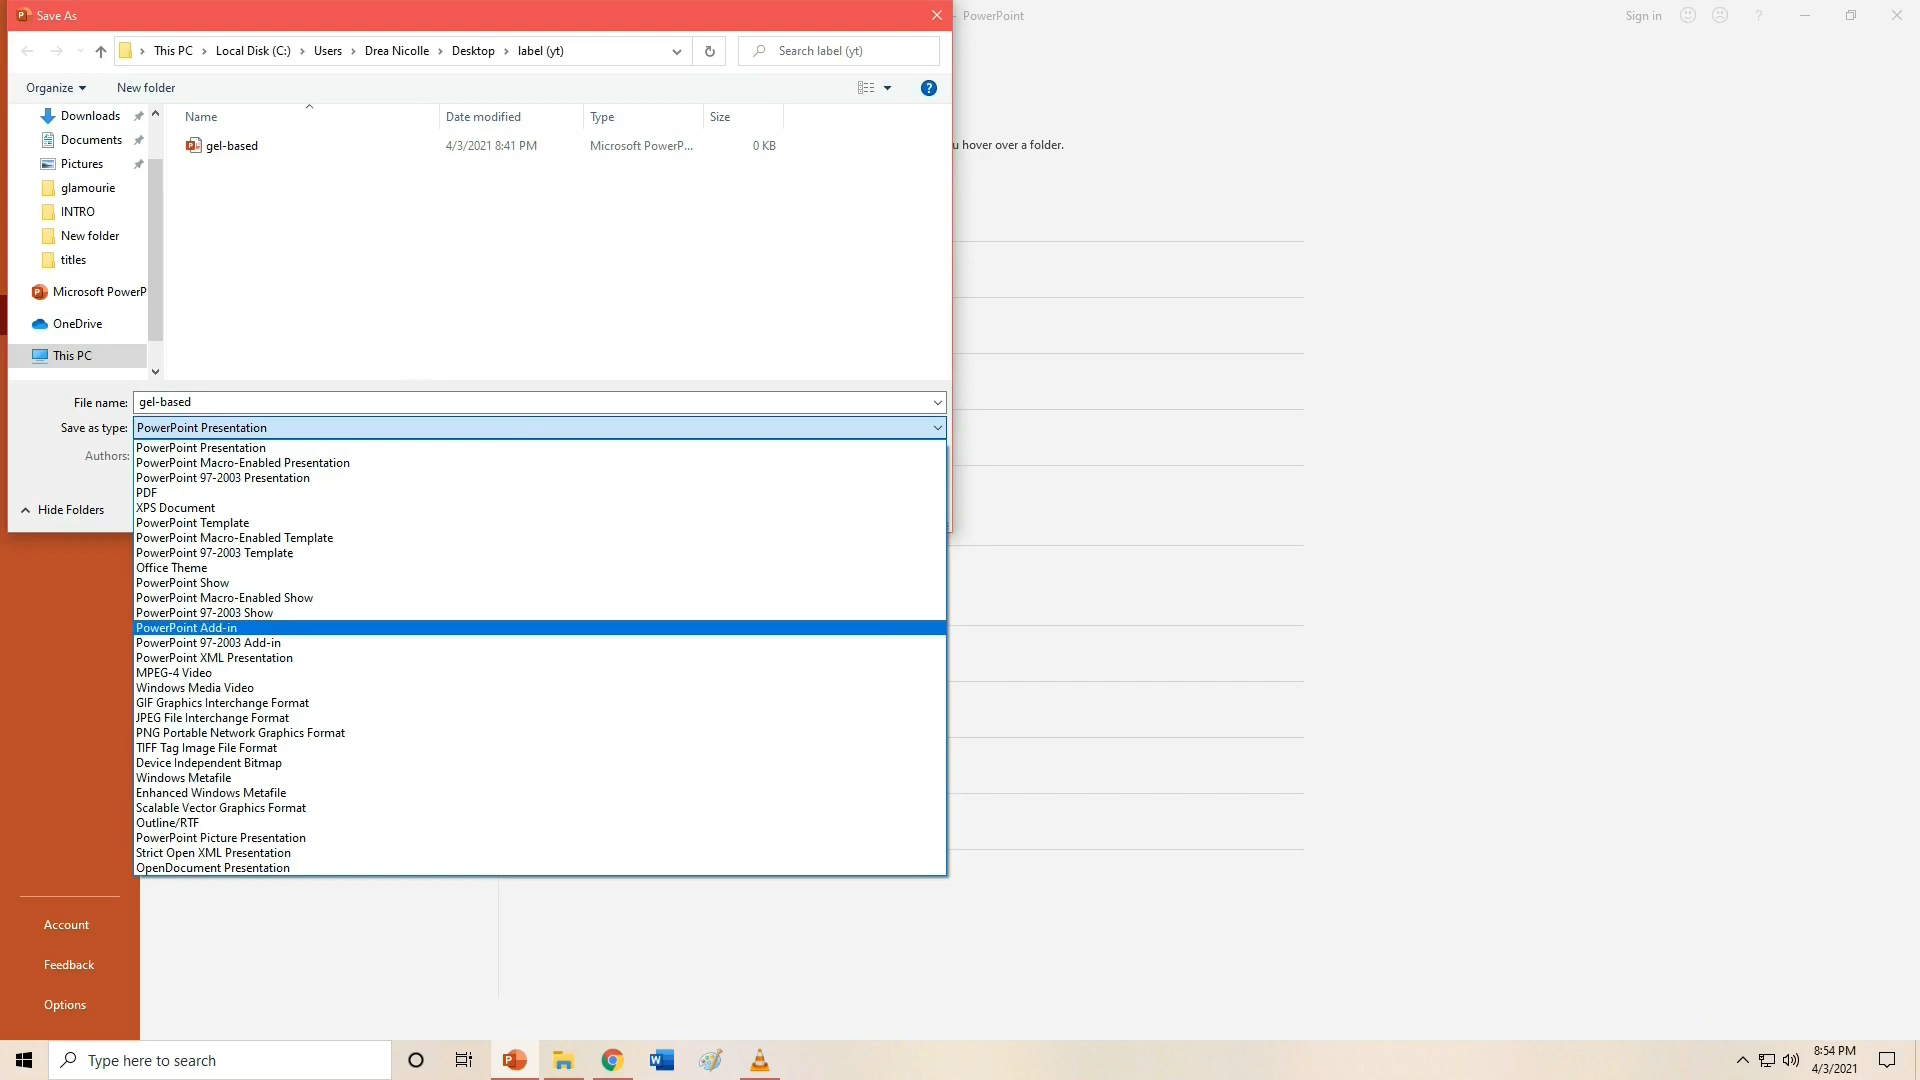 Save As
PowerPoint
Sign in
This PC
Local Disk (C:)
Users
Drea Nicolle
Desktop
label (yt)
Search label (yt)
Organize
New folder
Name
Date modified
Type
Size
gel-based
4/3/2021 8:41 PM
Microsoft PowerP...
0 KB
Downloads
Documents
Pictures
glamourie
INTRO
New folder
titles
Microsoft PowerP
OneDrive
This PC
u hover over a folder.
File name:
gel-based
Save as type:
PowerPoint Presentation
Authors:
Hide Folders
PowerPoint Presentation
PowerPoint Macro-Enabled Presentation
PowerPoint 97-2003 Presentation
PDF
XPS Document
PowerPoint Template
PowerPoint Macro-Enabled Template
PowerPoint 97-2003 Template
Office Theme
PowerPoint Show
PowerPoint Macro-Enabled Show
PowerPoint 97-2003 Show
PowerPoint Add-in
PowerPoint 97-2003 Add-in
PowerPoint XML Presentation
MPEG-4 Video
Windows Media Video
GIF Graphics Interchange Format
JPEG File Interchange Format
PNG Portable Network Graphics Format
TIFF Tag Image File Format
Device Independent Bitmap
Windows Metafile
Enhanced Windows Metafile
Scalable Vector Graphics Format
Outline/RTF
PowerPoint Picture Presentation
Strict Open XML Presentation
OpenDocument Presentation
Account
Feedback
Options
Type here to search
8:54 PM
4/3/2021